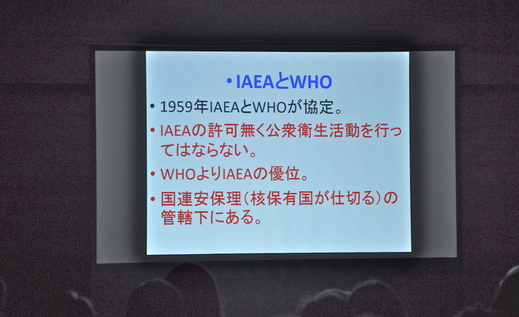 •IAEAとWHO
• 1959年IAEAとWHOが協定。
• IAEAの許可無く公衆衛生活動を行っ
てはならない。
• WHOよりIAEAの優位。
• 国連安保理（核保有国が仕切る）の
管轄下にある。